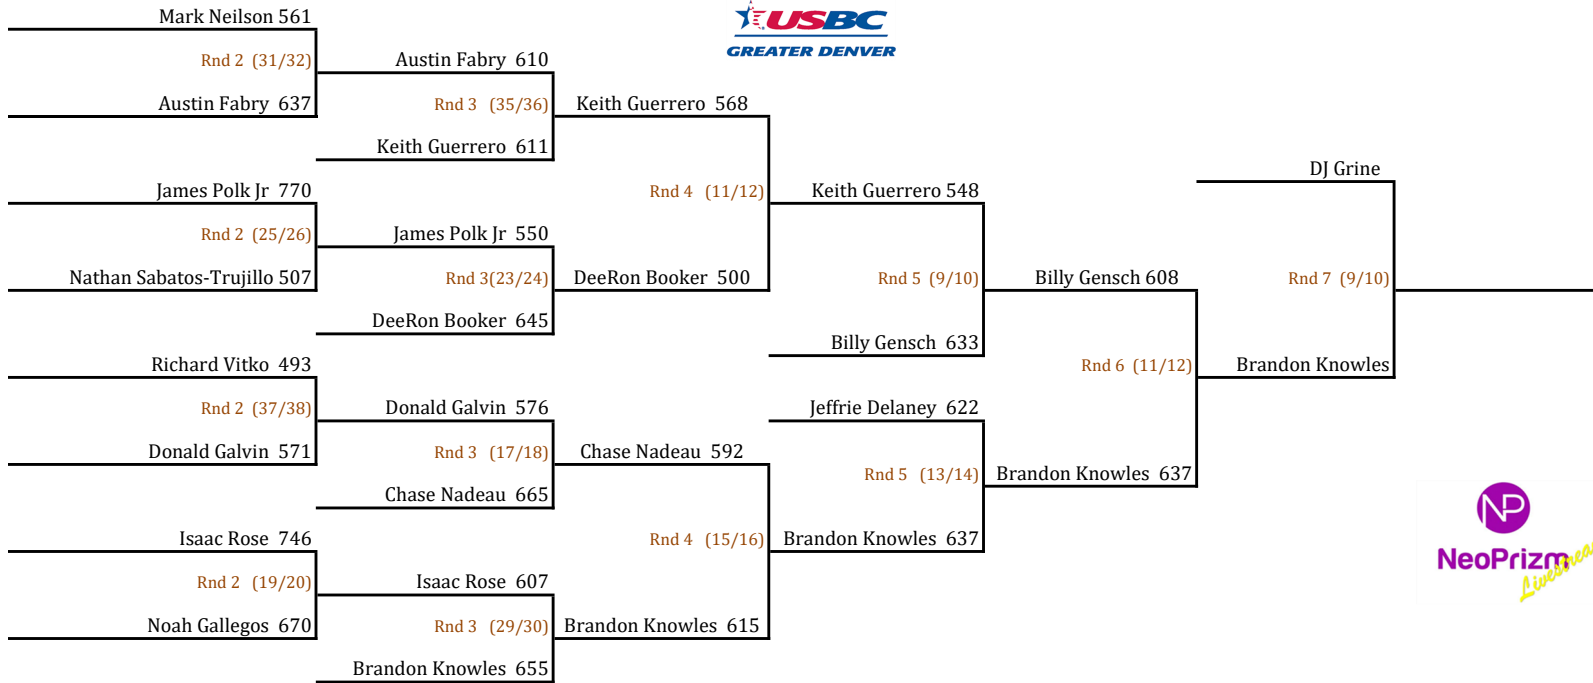 Mark Neilson 561
USBC
GREATER DENVER
Rnd 2 (31/32)
Austin Fabry 610
Austin Fabry 637
Rnd 3 (35/36)
Keith Guerrero 568
Keith Guerrero 611
DJ Grine
James Polk Jr 770
Rnd 4 (11/12)
Keith Guerrero 548
Rnd 2 (25/26)
James Polk Jr 550
Nathan Sabatos-Trujillo 507
Rnd 3(23/24)
DeeRon Booker 500
Rnd 5 (9/10)
Billy Gensch 608
Rnd 7 (9/10)
DeeRon Booker 645
Billy Gensch 633
Richard Vitko 493
Rnd 6 (11/12)
Brandon Knowles
Rnd 2 (37/38)
Donald Galvin 576
Jeffrie Delaney 622
Donald Galvin 571
Rnd 3 (17/18)
Chase Nadeau 592
Rnd 5 (13/14)
Brandon Knowles 637
Chase Nadeau 665
NP
Isaac Rose 746
Rnd 4 (15/16)
Brandon Knowles 637
NeoPrizm
Livestream
Rnd 2 (19/20)
Isaac Rose 607
Noah Gallegos 670
Rnd 3 (29/30)
Brandon Knowles 615
Brandon Knowles 655